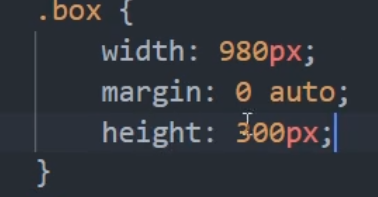 .box {
    width: 980px;
    margin: 0 auto;
    height: 300px;
}